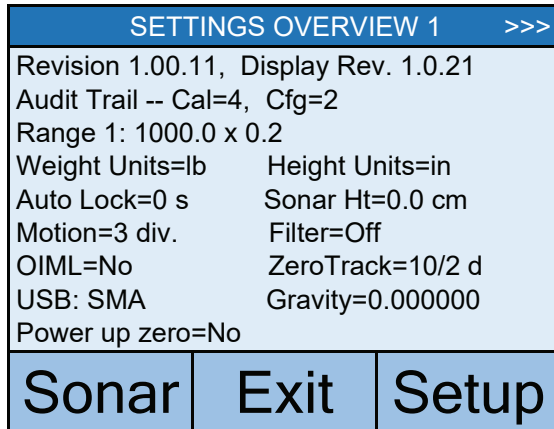 SETTINGS OVERVIEW 1 >>>
Revision 1.00.11, Display Rev. 1.0.21
Audit Trail -- Cal=4, Cfg=2
Range 1: 1000.0 x 0.2
Weight Units=lb Height Units=in
Auto Lock=0 s Sonar Ht=0.0 cm
Motion=3 div. Filter=Off
OIML=No ZeroTrack=10/2 d
USB: SMA Gravity=0.000000
Power up zero=No
Sonar Exit Setup